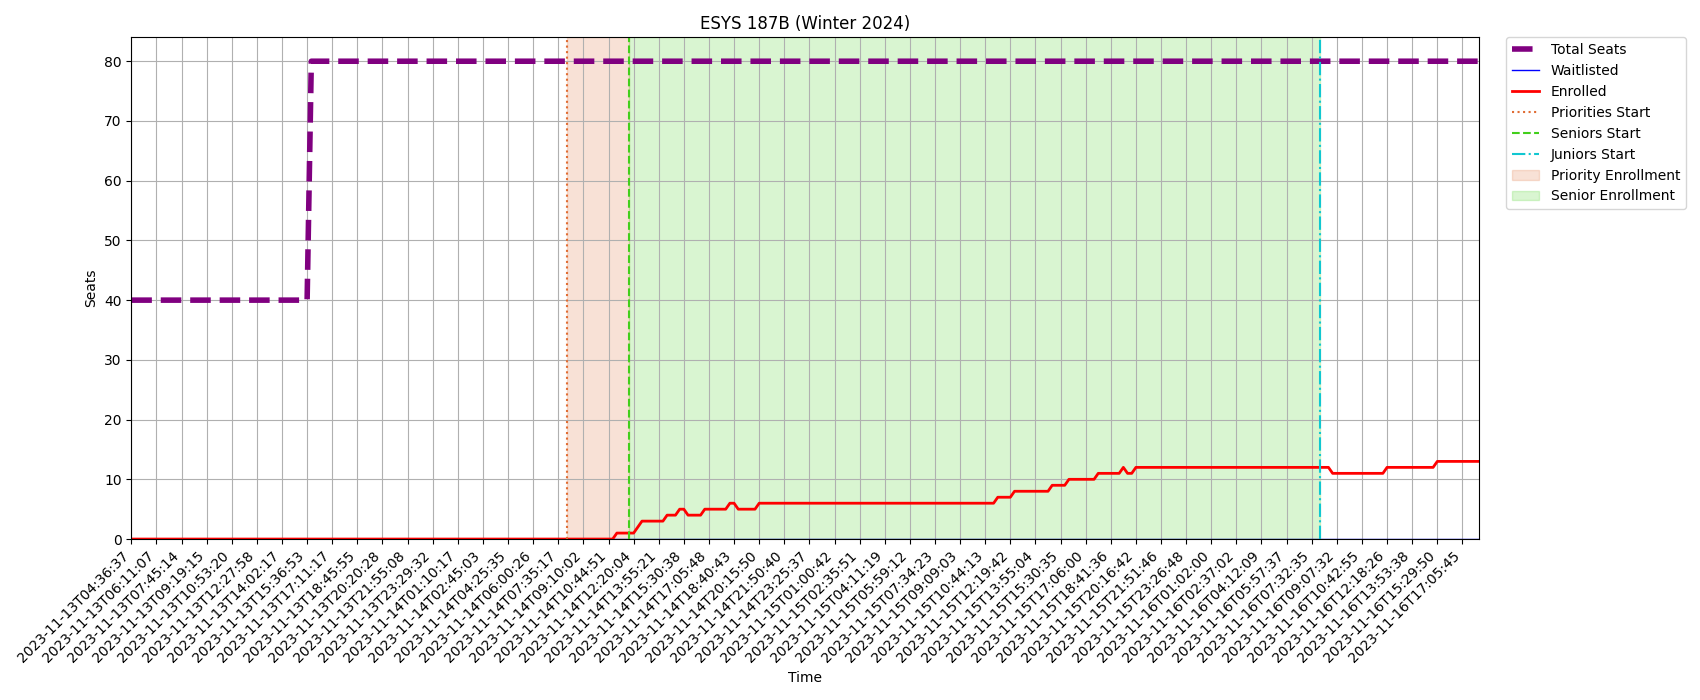 ESYS 187B (Winter 2024)
80
70
60
50
40
30
20
10
0
Seats
2023-11-13T04:36:37
2023-11-13T06:11:07
2023-11-13T07:45:14
2023-11-13T09:19:15
2023-11-13T10:53:20
2023-11-13T12:27:58
2023-11-13T14:02:17
2023-11-13T15:36:53
2023-11-13T17:11:17
2023-11-13T18:45:55
2023-11-13T20:20:28
2023-11-13T21:55:08
2023-11-13T23:29:32
2023-11-14T01:10:17
2023-11-14T02:45:03
2023-11-14T04:25:35
2023-11-14T06:00:26
2023-11-14T07:35:17
2023-11-14T09:10:02
2023-11-14T10:44:51
2023-11-14T12:20:04
2023-11-14T13:55:21
2023-11-14T15:30:38
2023-11-14T17:05:48
2023-11-14T18:40:43
2023-11-14T20:15:50
2023-11-14T21:50:40
2023-11-14T23:25:37
2023-11-15T01:00:42
2023-11-15T02:35:51
2023-11-15T04:11:19
2023-11-15T05:59:12
2023-11-15T07:34:23
2023-11-15T09:09:03
2023-11-15T10:44:13
2023-11-15T12:19:42
2023-11-15T13:55:04
2023-11-15T15:30:35
2023-11-15T17:06:00
2023-11-15T18:41:36
2023-11-15T20:16:42
2023-11-15T21:51:46
2023-11-15T23:26:48
2023-11-16T01:02:00
2023-11-16T02:37:02
2023-11-16T04:12:09
2023-11-16T05:57:37
2023-11-16T07:32:35
2023-11-16T09:07:32
2023-11-16T10:42:55
2023-11-16T12:18:26
2023-11-16T13:53:38
2023-11-16T15:29:50
2023-11-16T17:05:45
Time
Total Seats
Waitlisted
Enrolled
Priorities Start
Seniors Start
Juniors Start
Priority Enrollment
Senior Enrollment